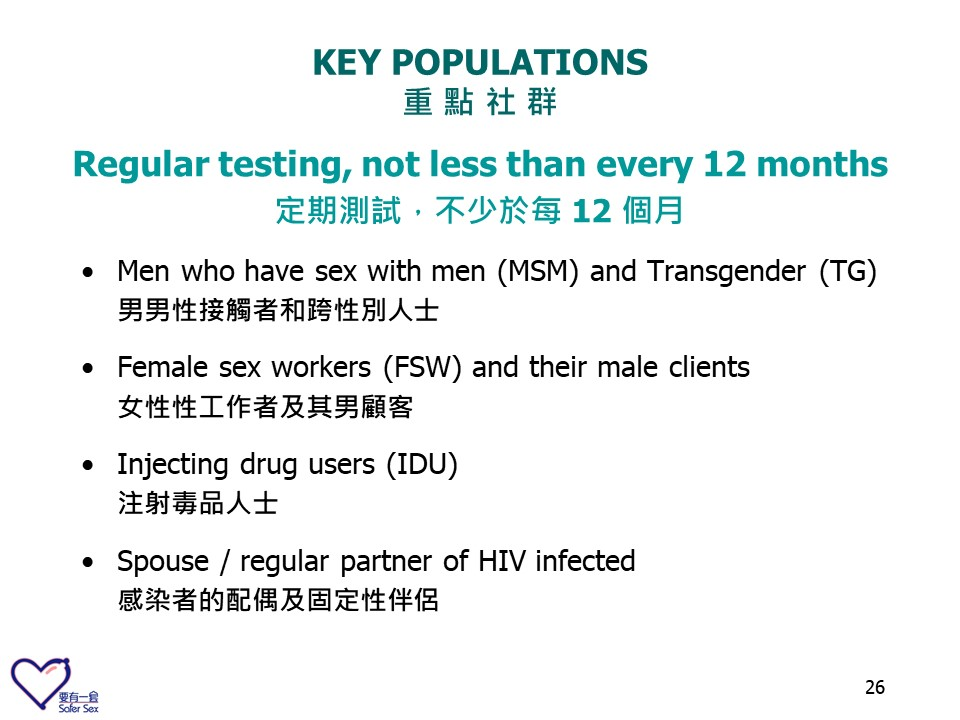 KEY POPULATIONS
重點社群
Regular testing, not less than every 12 months
定期測試，不少於每 12 個月
• Men who have sex with men (MSM) and Transgender (TG)
男男性接觸者和跨性別人士
• Female sex workers (FSW) and their male clients
女性性工作者及其男顧客
• Injecting drug users (IDU)
注射毒品人士
• Spouse / regular partner of HIV infected
感染者的配偶及固定性伴侶
要有一套
Safer Sex
26